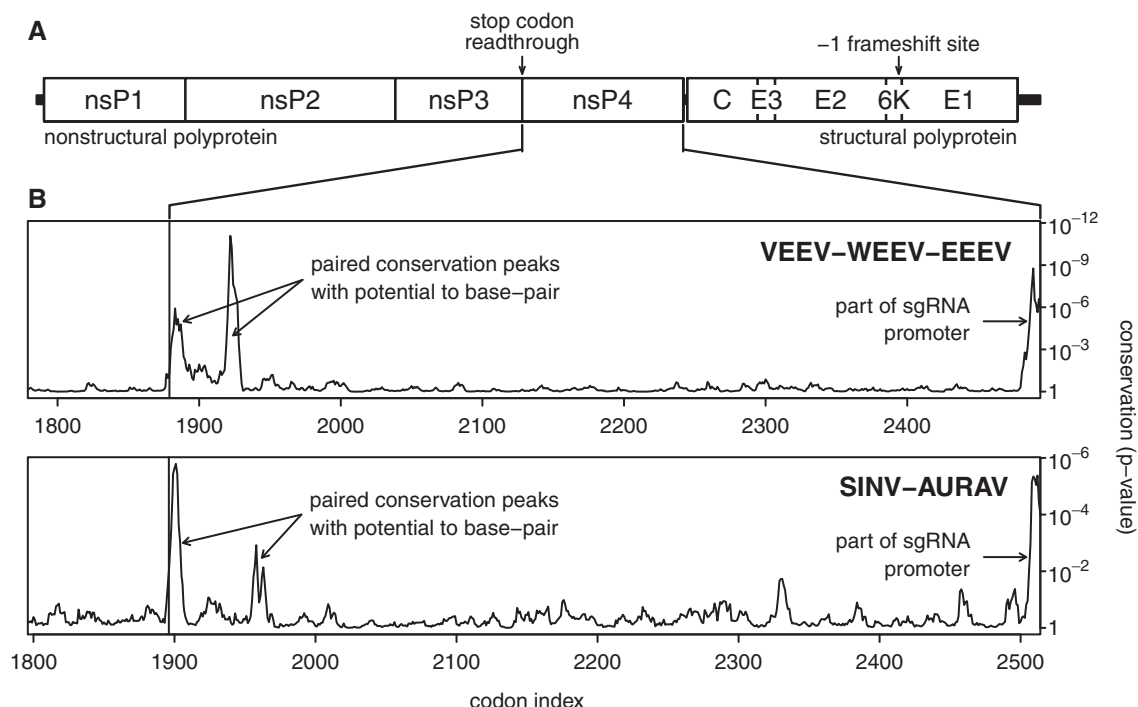 A
stop codon
readthrough
−1 frameshift site
nsP1 nsP2 nsP3 nsP4 C E3 E2 6K E1
nonstructural polyprotein structural polyprotein
B
VEEV−WEEV−EEEV
paired conservation peaks
with potential to base−pair
part of sgRNA
promoter
10−12
10−9
10−6
10−3
1
1800 1900 2000 2100 2200 2300 2400
SINV−AURAV
paired conservation peaks
with potential to base−pair
part of sgRNA
promoter
10−6
10−4
10−2
1
1800 1900 2000 2100 2200 2300 2400 2500
codon index
conservation (p−value)